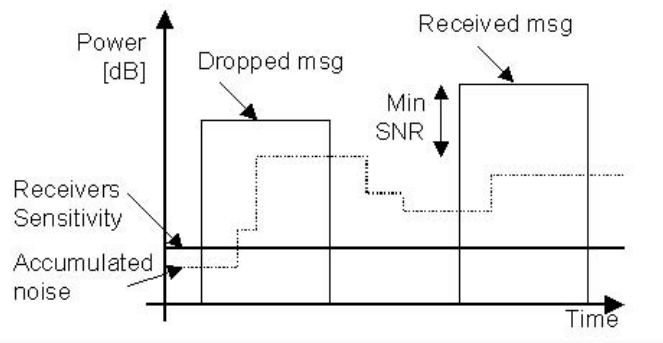 Received msg
Power
[dB]
Dropped msg
Min
SNR
Receivers
Sensitivity
Accumulated
noise
Time